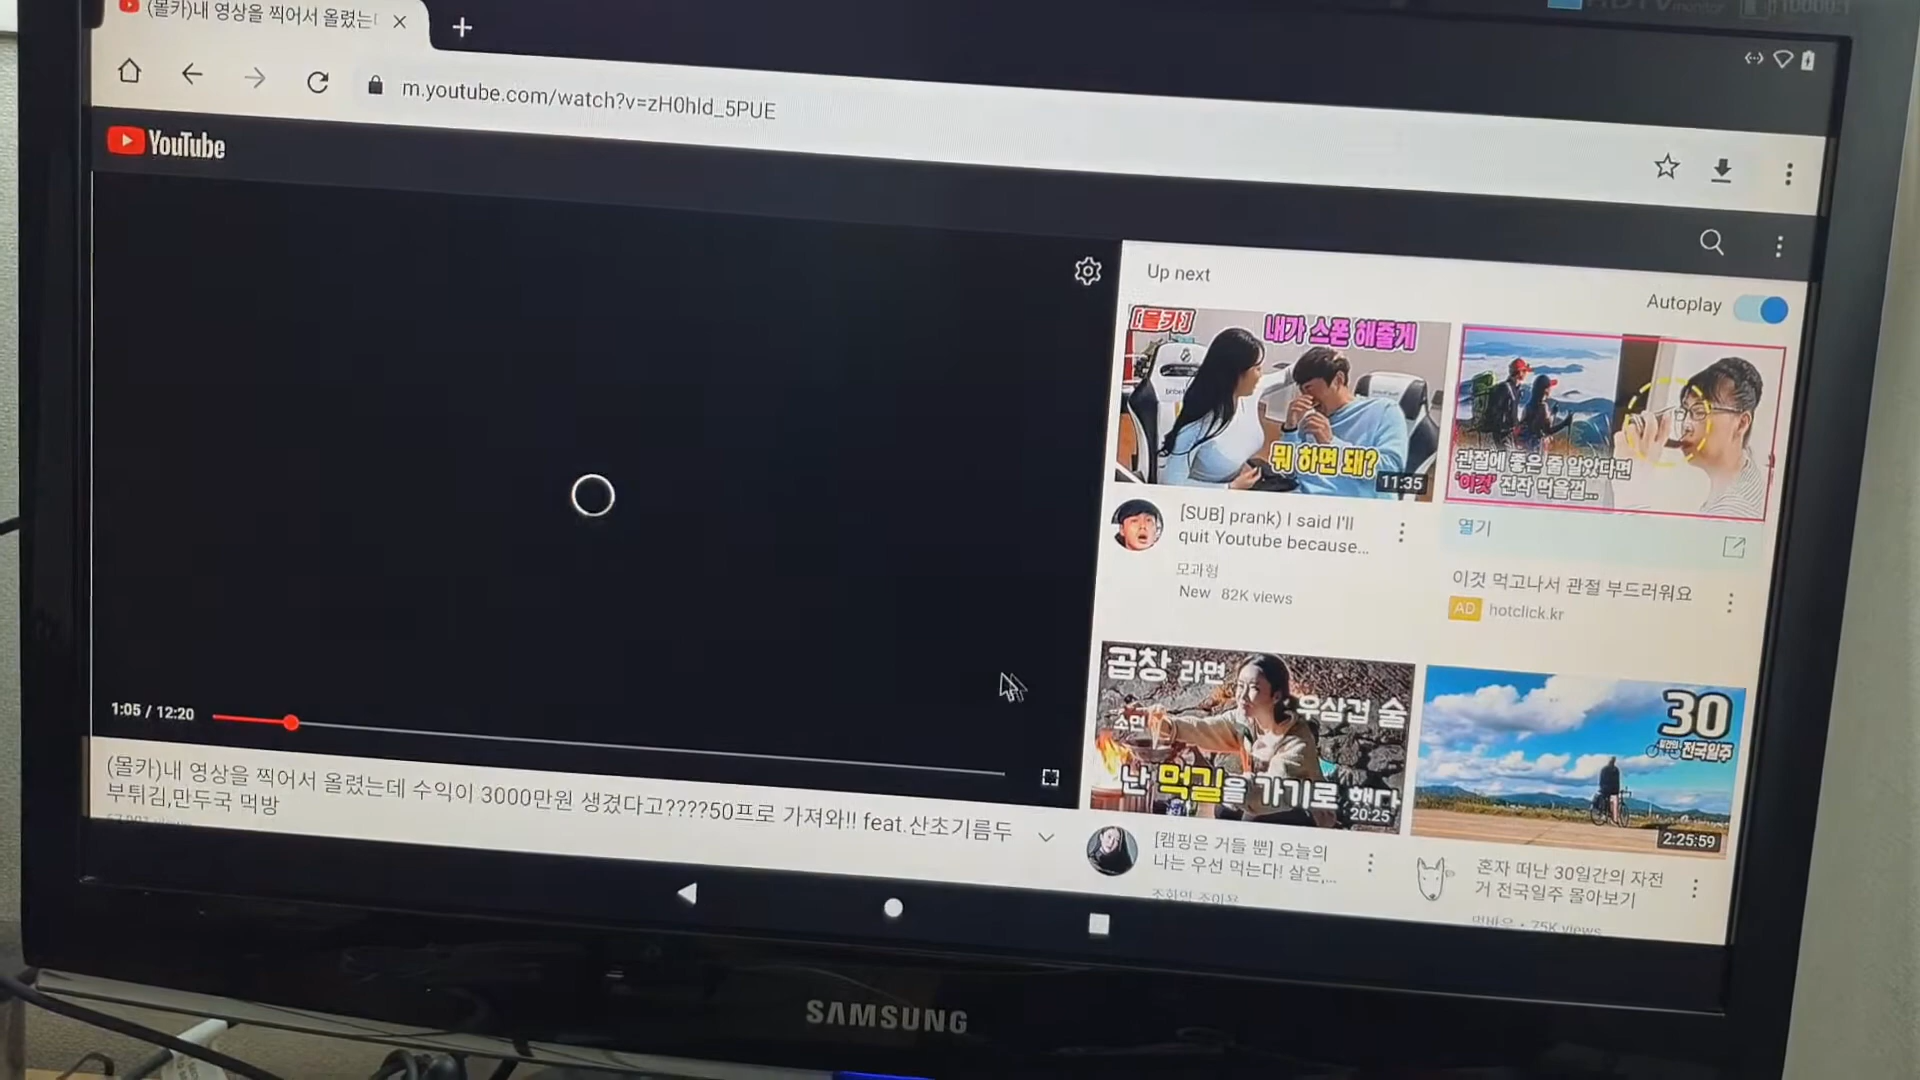 (몰카)내 영상을 찍어서 올렸는
m.youtube.com/watch?v=zH0hld_5PUE
YouTube
Up next
Autoplay
[몰카]
내가 스폰 해줄게
뭐 하면 돼?
11:35
[SUB] prank) I said I'll
quit Youtube because...
모과형
New 82K views
관절에 좋은 줄 알았다면
'이것' 진작 먹을껄...
열기
이것 먹고나서 관절 부드러워요
AD hotclick.kr
1:05 / 12:20
(몰카)내 영상을 찍어서 올렸는데 수익이 3000만원 생겼다고????50프로 가져와!! feat.산초기름두
부튀김,만두국 먹방
곱창 라면
우삼겹 술
소면
난 먹길을 가기로 했다
20:25
[캠핑은 거들 뿐] 오늘의
나는 우선 먹는다! 살은,...
30
전국일주
2:25:59
혼자 떠난 30일간의 자전
거 전국일주 몰아보기
75K views
SAMSUNG